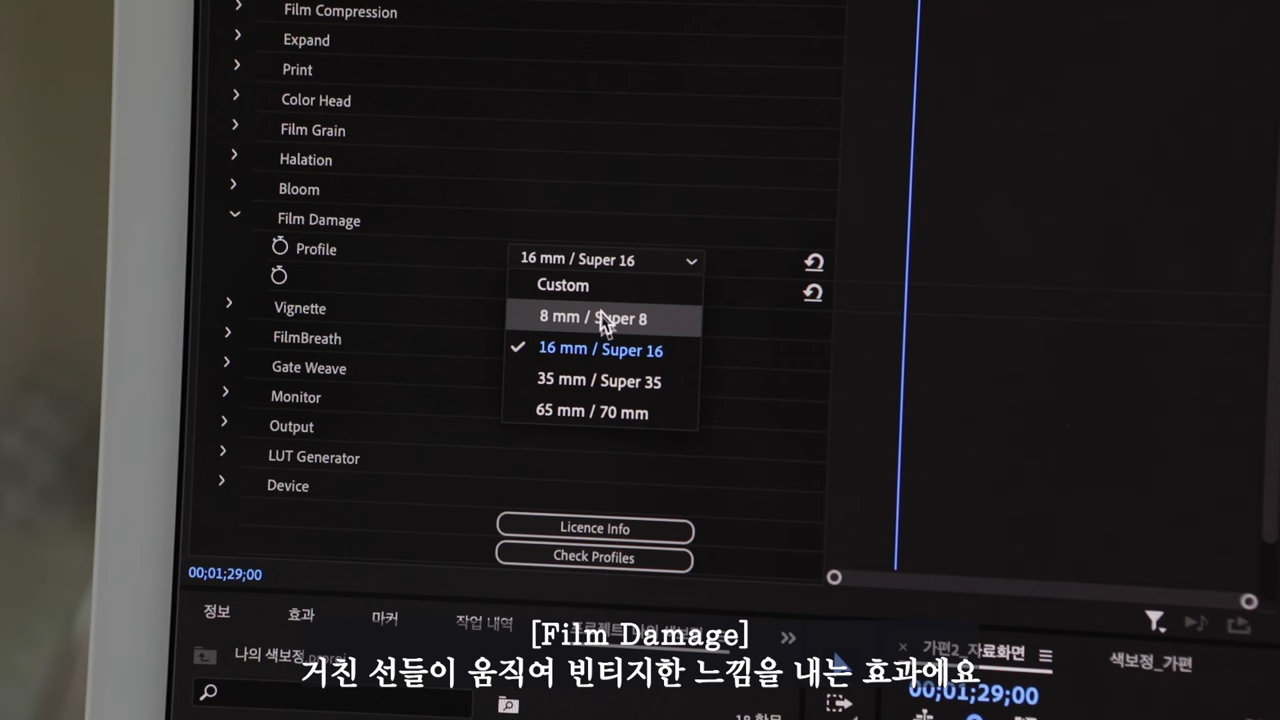 Film Compression
Expand
Print
Color Head
Film Grain
Halation
Bloom
Film Damage
Profile
16 mm / Super 16
Custom
8 mm / Super 8
16 mm / Super 16
35 mm / Super 35
65 mm / 70 mm
Vignette
FilmBreath
Gate Weave
Monitor
Output
LUT Generator
Device
Licence Info
Check Profiles
00;01;29;00
정보
효과
마커
작업 내역
나의 색보정.prproj
가편2_자료화면
색보정_가편
00;01;29;00
[Film Damage]
거친 선들이 움직여 빈티지한 느낌을 내는 효과에요